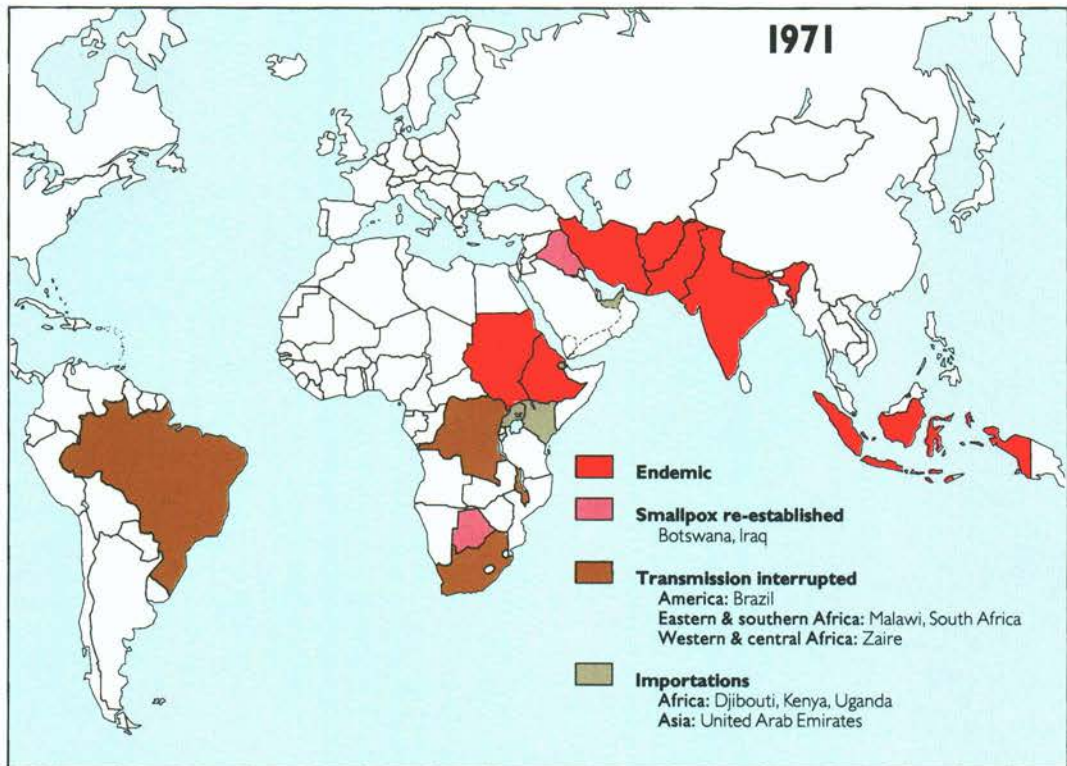 1971
Endemic
Smallpox re-established
Botswana, Iraq
Transmission interrupted
America: Brazil
Eastern & southern Africa: Malawi, South Africa
Western & central Africa: Zaire
Importations
Africa: Djibouti, Kenya, Uganda
Asia: United Arab Emirates